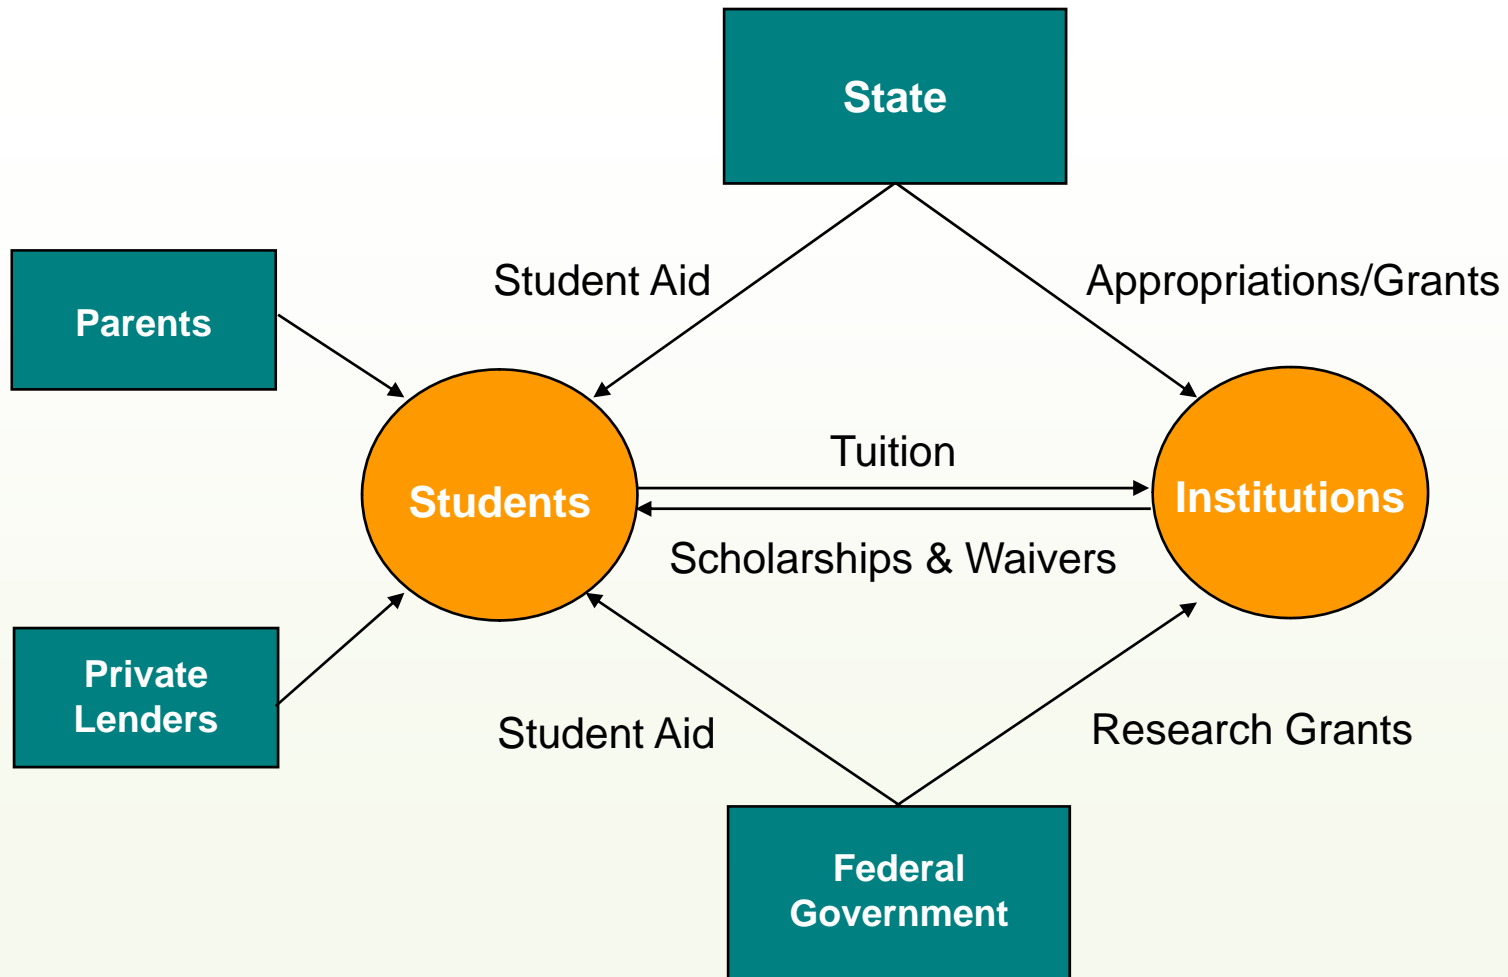 State
Student Aid
Appropriations/Grants
Parents
Tuition
Students
Institutions
Scholarships & Waivers
Private
Lenders
Student Aid
Research Grants
Federal
Government